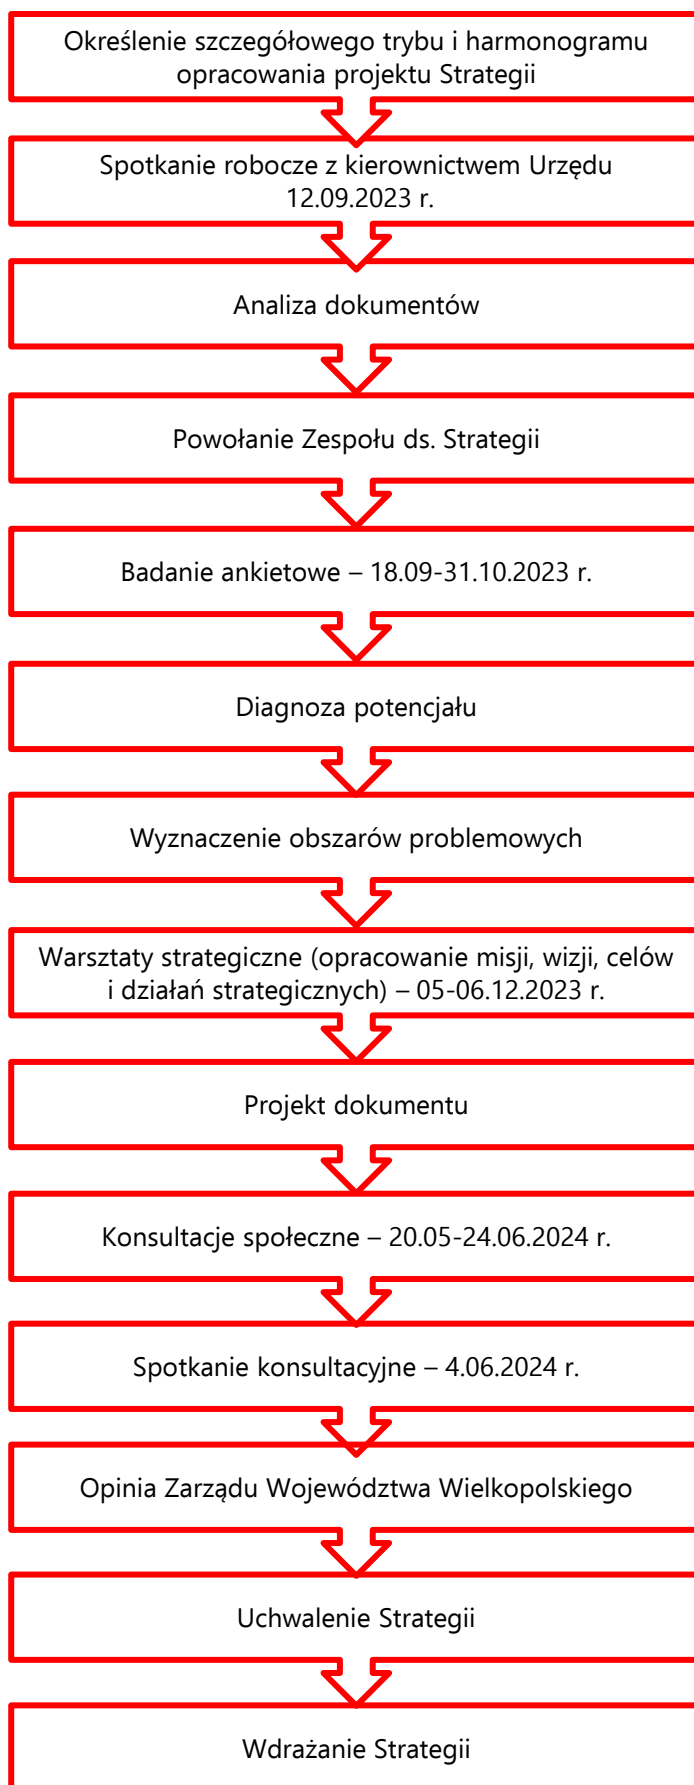 Określenie szczegółowego trybu i harmonogramu
opracowania projektu Strategii
Spotkanie robocze z kierownictwem Urzędu
12.09.2023 r.
Analiza dokumentów
Powołanie Zespołu ds. Strategii
Badanie ankietowe – 18.09-31.10.2023 r.
Diagnoza potencjału
Wyznaczenie obszarów problemowych
Warsztaty strategiczne (opracowanie misji, wizji, celów
i działań strategicznych) – 05-06.12.2023 r.
Projekt dokumentu
Konsultacje społeczne – 20.05-24.06.2024 r.
Spotkanie konsultacyjne – 4.06.2024 r.
Opinia Zarządu Województwa Wielkopolskiego
Uchwalenie Strategii
Wdrażanie Strategii